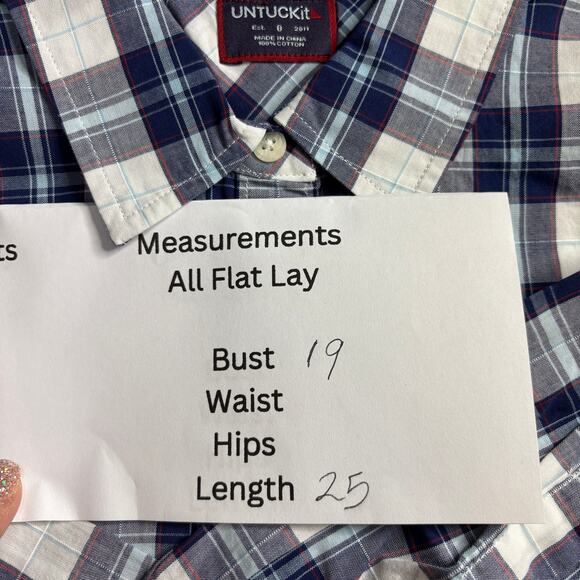 UNTUCKit
Est. 0 2011
MADE IN CHINA
100% COTTON
ts
Measurements
All Flat Lay
Bust 19
Waist
Hips
Length 25